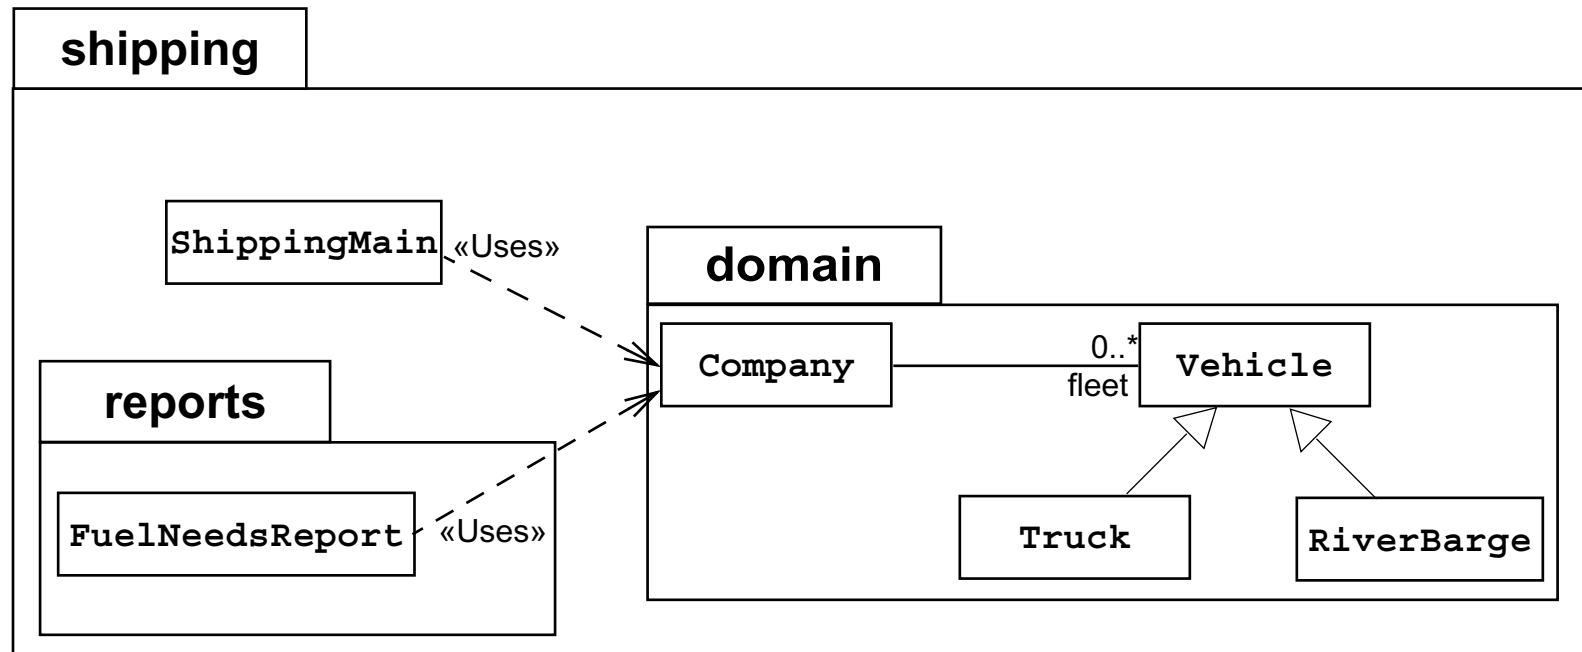 shipping
ShippingMain
«Uses»
domain
Company
0..*
fleet
Vehicle
reports
FuelNeedsReport
«Uses»
Truck
RiverBarge